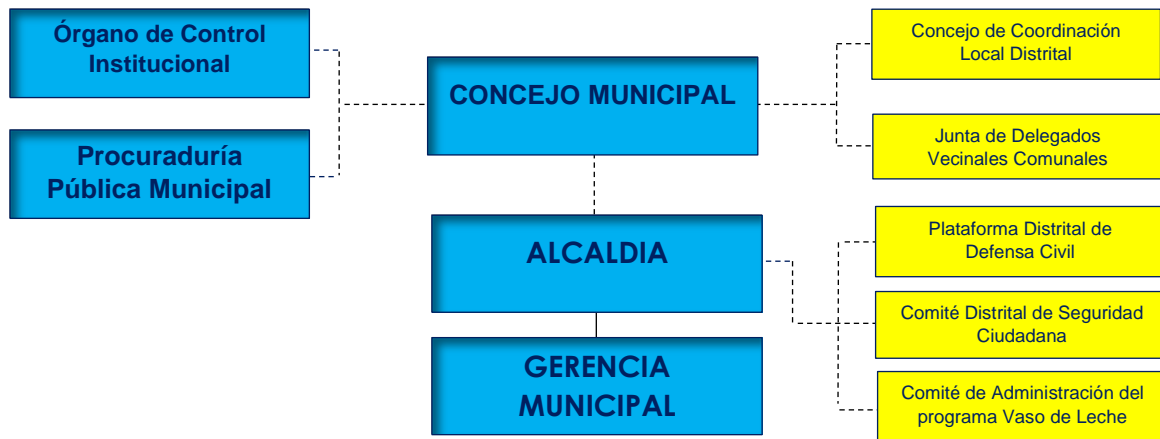 Órgano de Control
Institucional
Procuraduría
Pública Municipal
CONCEJO MUNICIPAL
ALCALDIA
GERENCIA
MUNICIPAL
Concejo de Coordinación
Local Distrital
Junta de Delegados
Vecinales Comunales
Plataforma Distrital de
Defensa Civil
Comité Distrital de Seguridad
Ciudadana
Comité de Administración del
programa Vaso de Leche